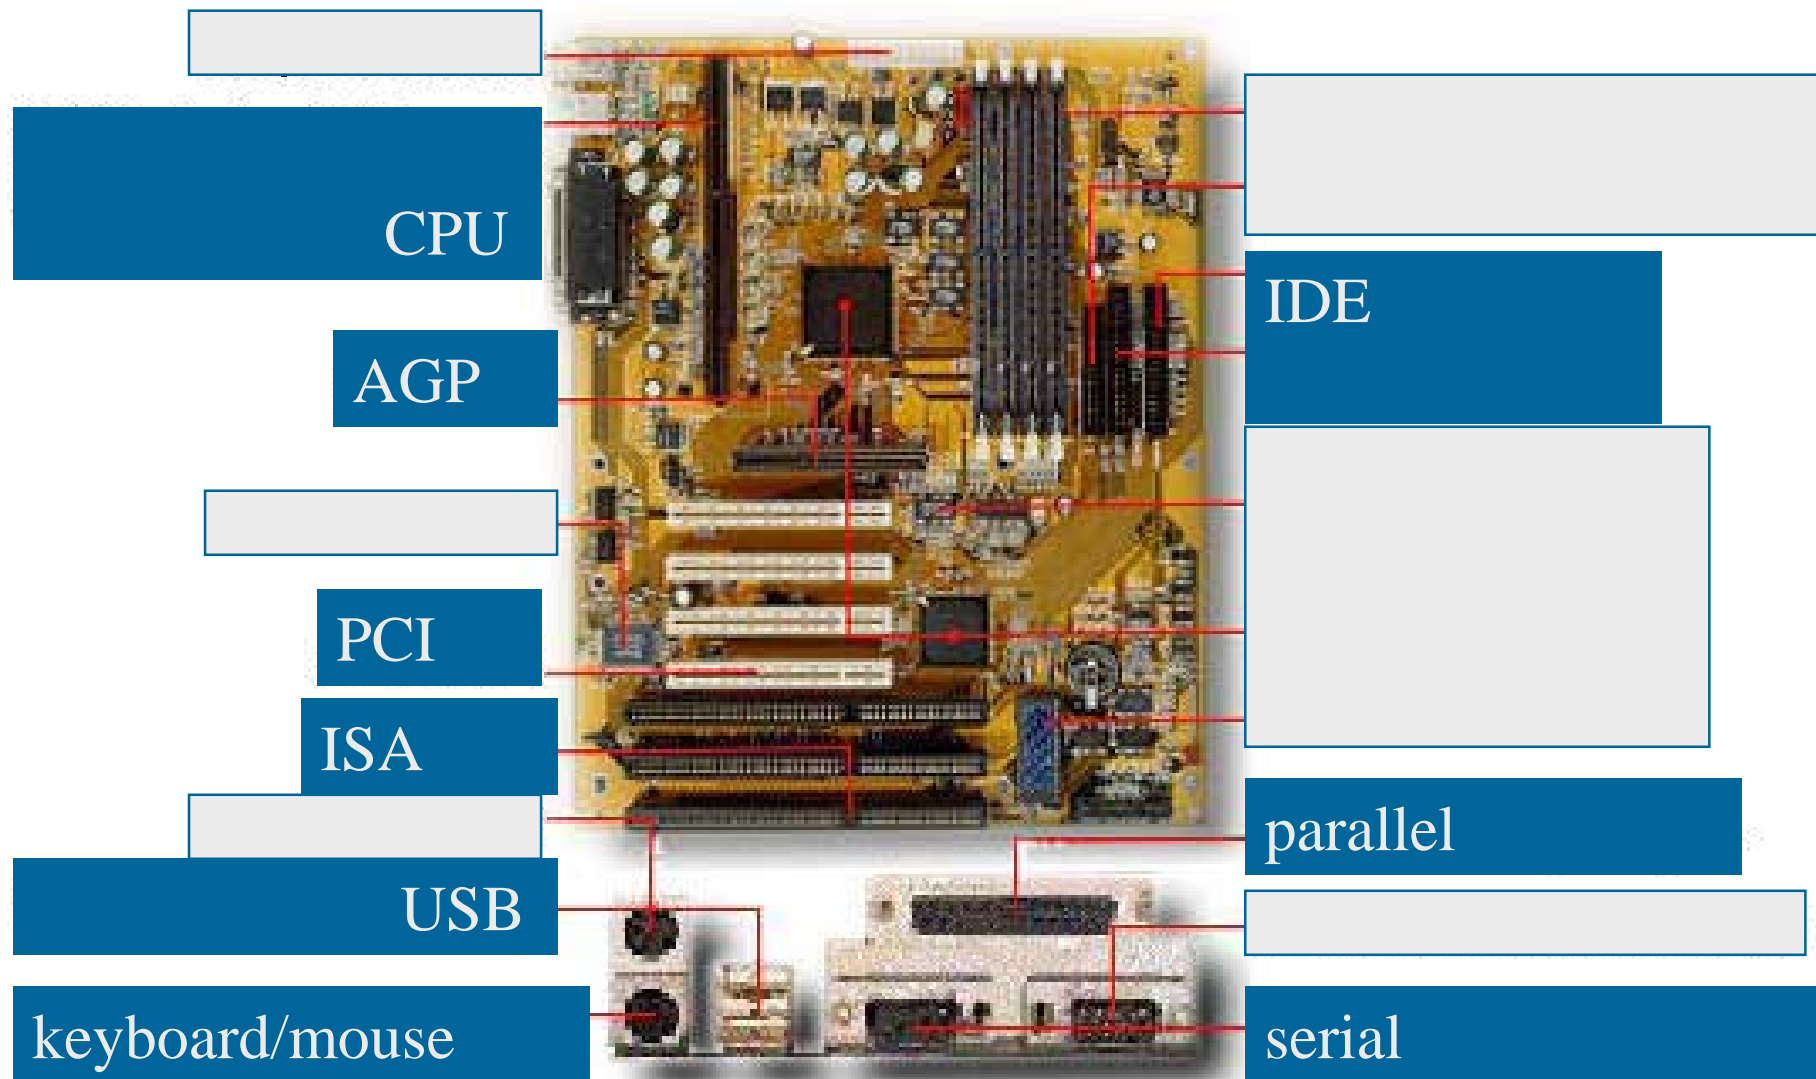 CPU
AGP
PCI
ISA
USB
keyboard/mouse
IDE
parallel
serial